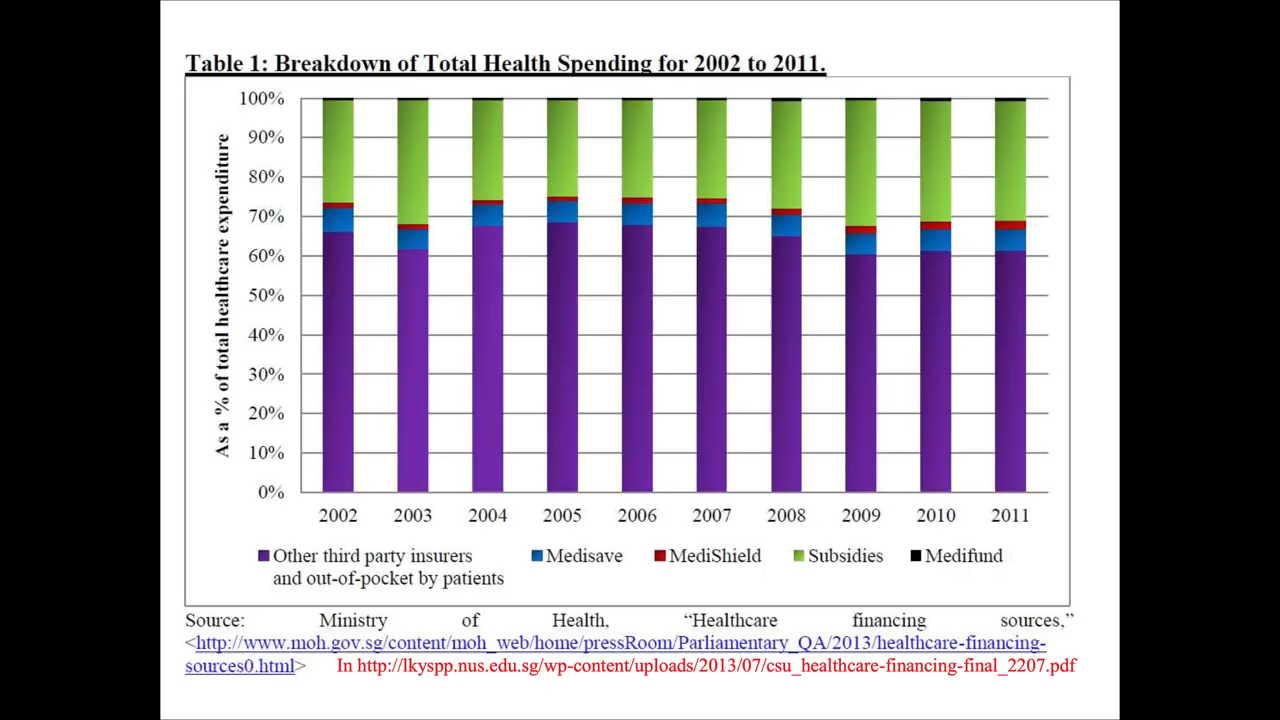 Table 1: Breakdown of Total Health Spending for 2002 to 2011.
As a % of total healthcare expenditure
100%
90%
80%
70%
60%
50%
40%
30%
20%
10%
0%
2002 2003 2004 2005 2006 2007 2008 2009 2010 2011
Other third party insurers Medisave MediShield Subsidies Medifund
and out-of-pocket by patients
Source: Ministry of Health, “Healthcare financing sources,”
<http://www.moh.gov.sg/content/moh_web/home/pressRoom/Parliamentary_QA/2013/healthcare-financing-
sources0.html> In http://lkyspp.nus.edu.sg/wp-content/uploads/2013/07/csu_healthcare-financing-final_2207.pdf